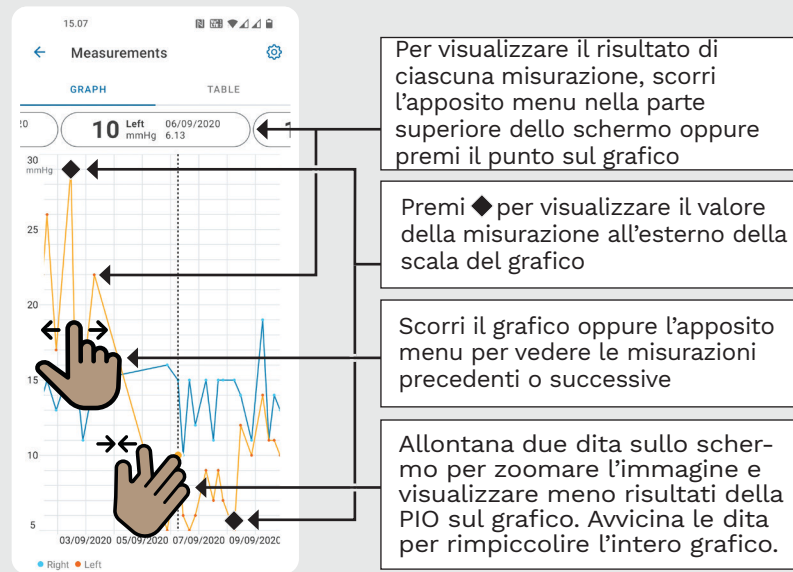 15.07
Measurements
GRAPH TABLE
10 Left mmHg 06/09/2020 6.13
30
mmHg
25
20
15
10
5
03/09/2020 05/09/2020 07/09/2020 09/09/202
Right Left
Per visualizzare il risultato di
ciascuna misurazione, scorri
l’apposito menu nella parte
superiore dello schermo oppure
premi il punto sul grafico
Premi ◆ per visualizzare il valore
della misurazione all’esterno della
scala del grafico
Scorri il grafico oppure l’apposito
menu per vedere le misurazioni
precedenti o successive
Allontana due dita sullo scher-
mo per zoomare l’immagine e
visualizzare meno risultati della
PIO sul grafico. Avvicina le dita
per rimpiccolire l’intero grafico.